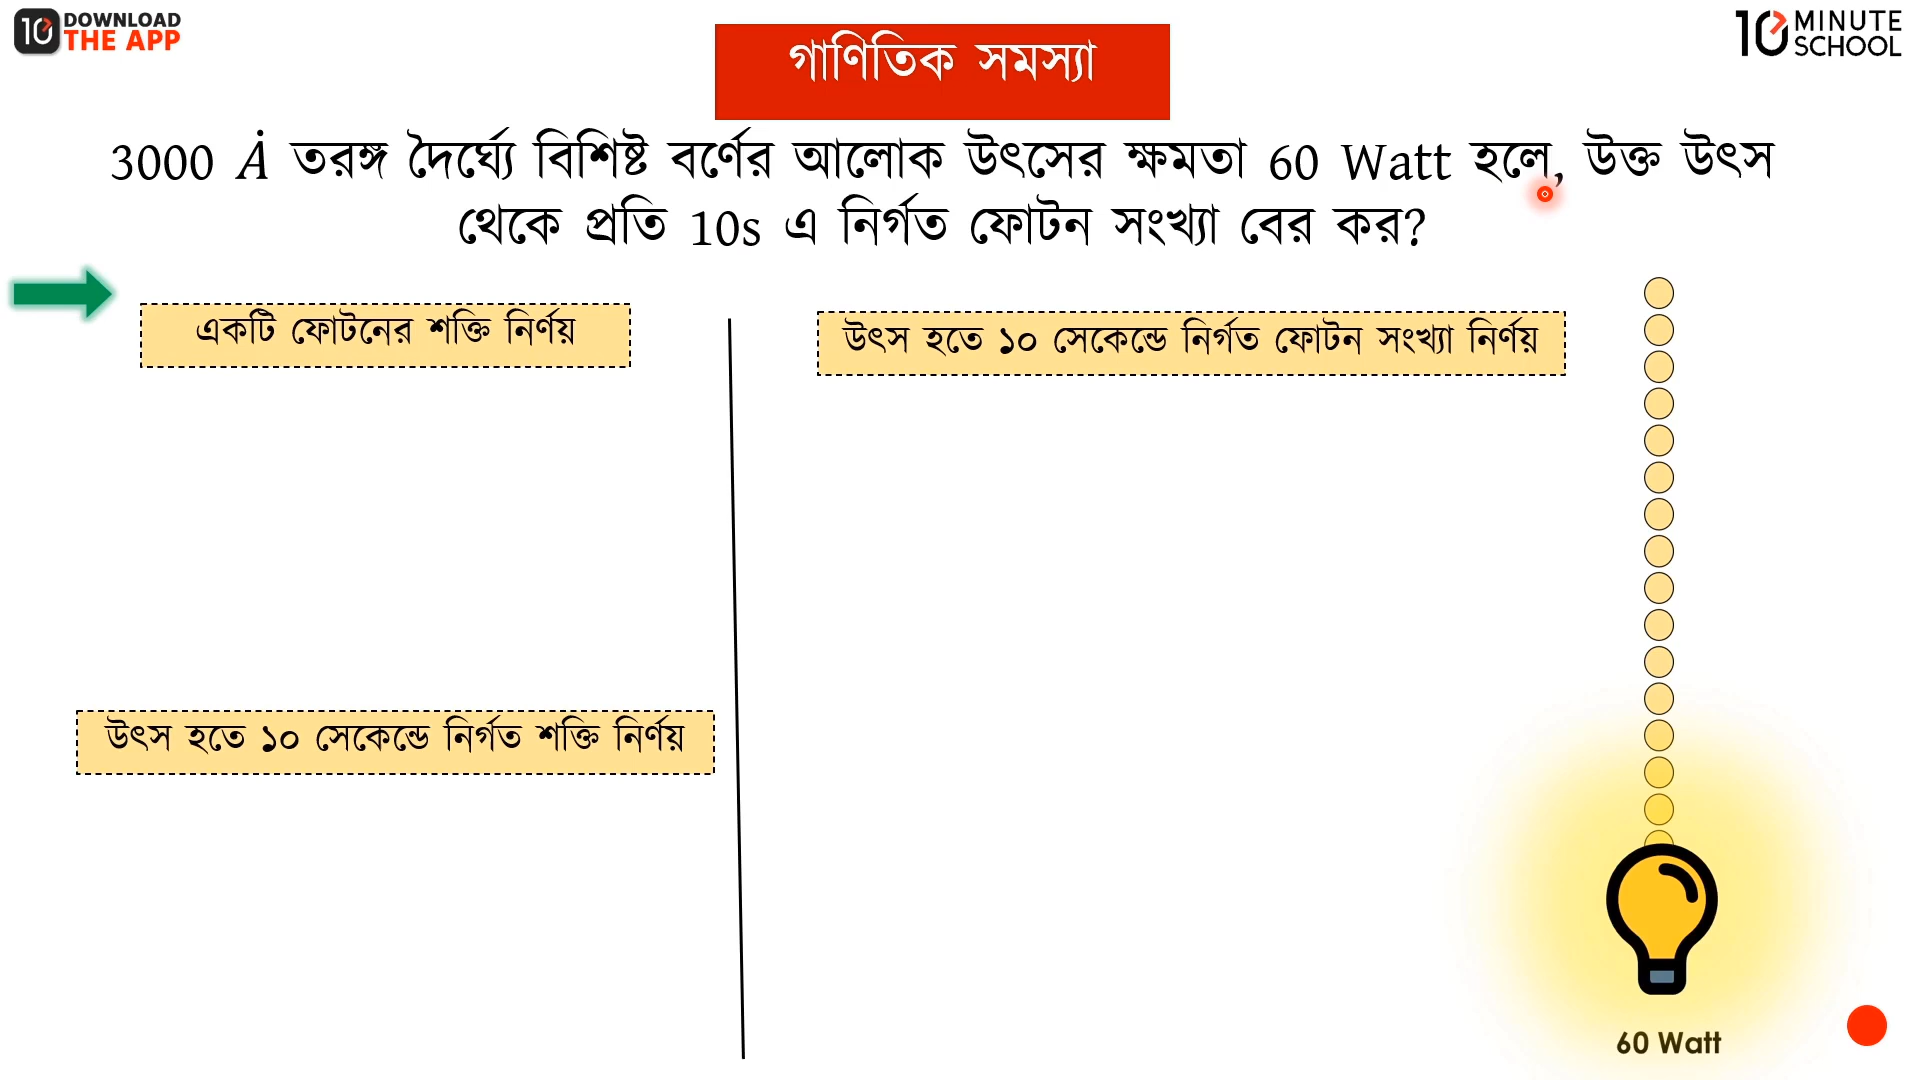 DOWNLOAD
THE APP
10 MINUTE
SCHOOL
গাণিতিক সমস্যা
3000 Ȧ তরঙ্গ দৈর্ঘ্যে বিশিষ্ট বর্ণের আলোক উৎসের ক্ষমতা 60 Watt হলে, উক্ত উৎস
থেকে প্রতি 10s এ নির্গত ফোটন সংখ্যা বের কর?
একটি ফোটনের শক্তি নির্ণয়
উৎস হতে ১০ সেকেন্ডে নির্গত ফোটন সংখ্যা নির্ণয়
উৎস হতে ১০ সেকেন্ডে নির্গত শক্তি নির্ণয়
60 Watt